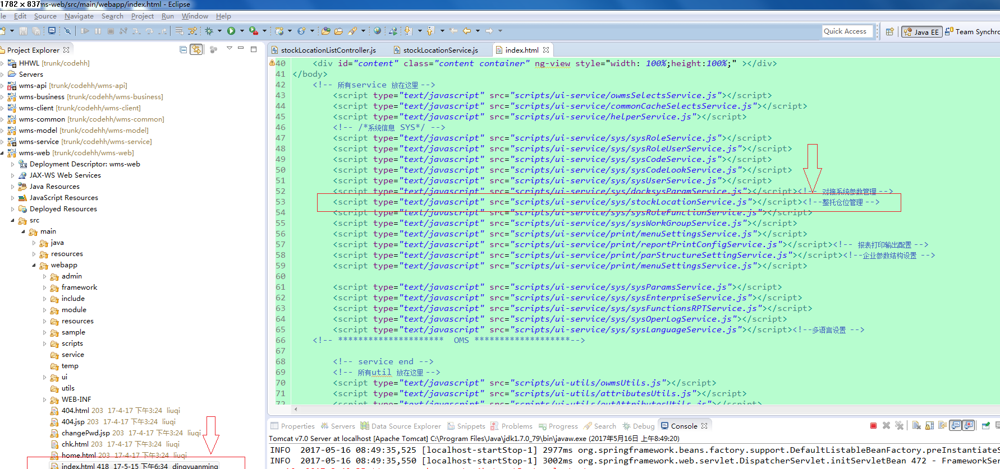 1782 × 837
ms-web/src/main/webapp/index.html - Eclipse
le Edit Source Navigate Search Project Run Window Help
Quick Access
Java EE
Team Synchro
Project Explorer
HHWL [trunk/codehh]
Servers
wms-api [trunk/codehh/wms-api]
wms-business [trunk/codehh/wms-business]
wms-client [trunk/codehh/wms-client]
wms-common [trunk/codehh/wms-common]
wms-model [trunk/codehh/wms-model]
wms-service [trunk/codehh/wms-service]
wms-web [trunk/codehh/wms-web]
Deployment Descriptor: wms-web
JAX-WS Web Services
Java Resources
JavaScript Resources
Deployed Resources
src
main
java
resources
webapp
admin
framework
include
module
resources
sample
scripts
service
temp
ui
utils
WEB-INF
404.html 203 17-4-17 下午3:24 liuqi
404.jsp 203 17-4-17 下午3:24 liuqi
changePwd.jsp 203 17-4-17 下午3:24 liuqi
chk.html 203 17-4-17 下午3:24 liuqi
home.html 203 17-4-17 下午3:24 liuqi
index.html 418 17-5-15 下午6:34 dingyuanming
stockLocationListController.js stockLocationService.js index.html
40 <div id="content" class="content container" ng-view style="width: 100%;height:100%;" ></div>
41 </body>
42 <!-- 所有service 放在这里 -->
43 <script type="text/javascript" src="scripts/ui-service/owmsSelectsService.js"></script>
44 <script type="text/javascript" src="scripts/ui-service/commonCacheSelectsService.js"></script>
45 <script type="text/javascript" src="scripts/ui-service/helperService.js"></script>
46 <!-- /*系统信息 SYS*/ -->
47 <script type="text/javascript" src="scripts/ui-service/sys/sysRoleService.js"></script>
48 <script type="text/javascript" src="scripts/ui-service/sys/sysRoleUserService.js"></script>
49 <script type="text/javascript" src="scripts/ui-service/sys/sysCodeService.js"></script>
50 <script type="text/javascript" src="scripts/ui-service/sys/sysCodeLookService.js"></script>
51 <script type="text/javascript" src="scripts/ui-service/sys/sysUserService.js"></script>
52 <script type="text/javascript" src="scripts/ui-service/sys/docksysParamService.js"></script><!-- 对接系统参数管理 -->
53 <script type="text/javascript" src="scripts/ui-service/sys/stockLocationService.js"></script><!--整托仓位管理 -->
54 <script type="text/javascript" src="scripts/ui-service/sys/sysRoleFunctionService.js"></script>
55 <script type="text/javascript" src="scripts/ui-service/sys/sysWorkGroupService.js"></script>
56 <script type="text/javascript" src="scripts/ui-service/print/menuSettingsService.js"></script>
57 <script type="text/javascript" src="scripts/ui-service/print/reportPrintConfigService.js"></script><!-- 报表打印输出配置 -->
58 <script type="text/javascript" src="scripts/ui-service/print/parStructureSettingService.js"></script><!--企业参数结构设置 -->
59 <script type="text/javascript" src="scripts/ui-service/print/menuSettingsService.js"></script>
60
61 <script type="text/javascript" src="scripts/ui-service/sys/sysParamsService.js"></script>
62 <script type="text/javascript" src="scripts/ui-service/sys/sysEnterpriseService.js"></script>
63 <script type="text/javascript" src="scripts/ui-service/sys/sysFunctionsRPTService.js"></script>
64 <script type="text/javascript" src="scripts/ui-service/sys/sysOperLogService.js"></script>
65 <script type="text/javascript" src="scripts/ui-service/sys/sysLanguageService.js"></script><!--多语言设置 -->
66 <!-- ********************* OMS *******************-->
67
68 <!-- service end -->
69 <!-- 所有util 放在这里 -->
70 <script type="text/javascript" src="scripts/ui-utils/owmsUtils.js"></script>
71 <script type="text/javascript" src="scripts/ui-utils/attributesUtils.js"></script>
72 <script type="text/javascript" src="scripts/ui-utils/outAttributesUtils.js"></script>
Properties Servers Data Source Explorer Snippets Problems Progress Search Debug Console
Tomcat v7.0 Server at localhost [Apache Tomcat] C:\Program Files\Java\jdk1.7.0_79\bin\javaw.exe (2017年5月16日 上午8:49:20)
INFO 2017-05-16 08:49:35,525 [localhost-startStop-1] 2977ms org.springframework.beans.factory.support.DefaultListableBeanFactory.preInstantiateS
INFO 2017-05-16 08:49:35,550 [localhost-startStop-1] 3002ms org.springframework.web.servlet.DispatcherServlet.initServletBean 472 - FrameworkSer